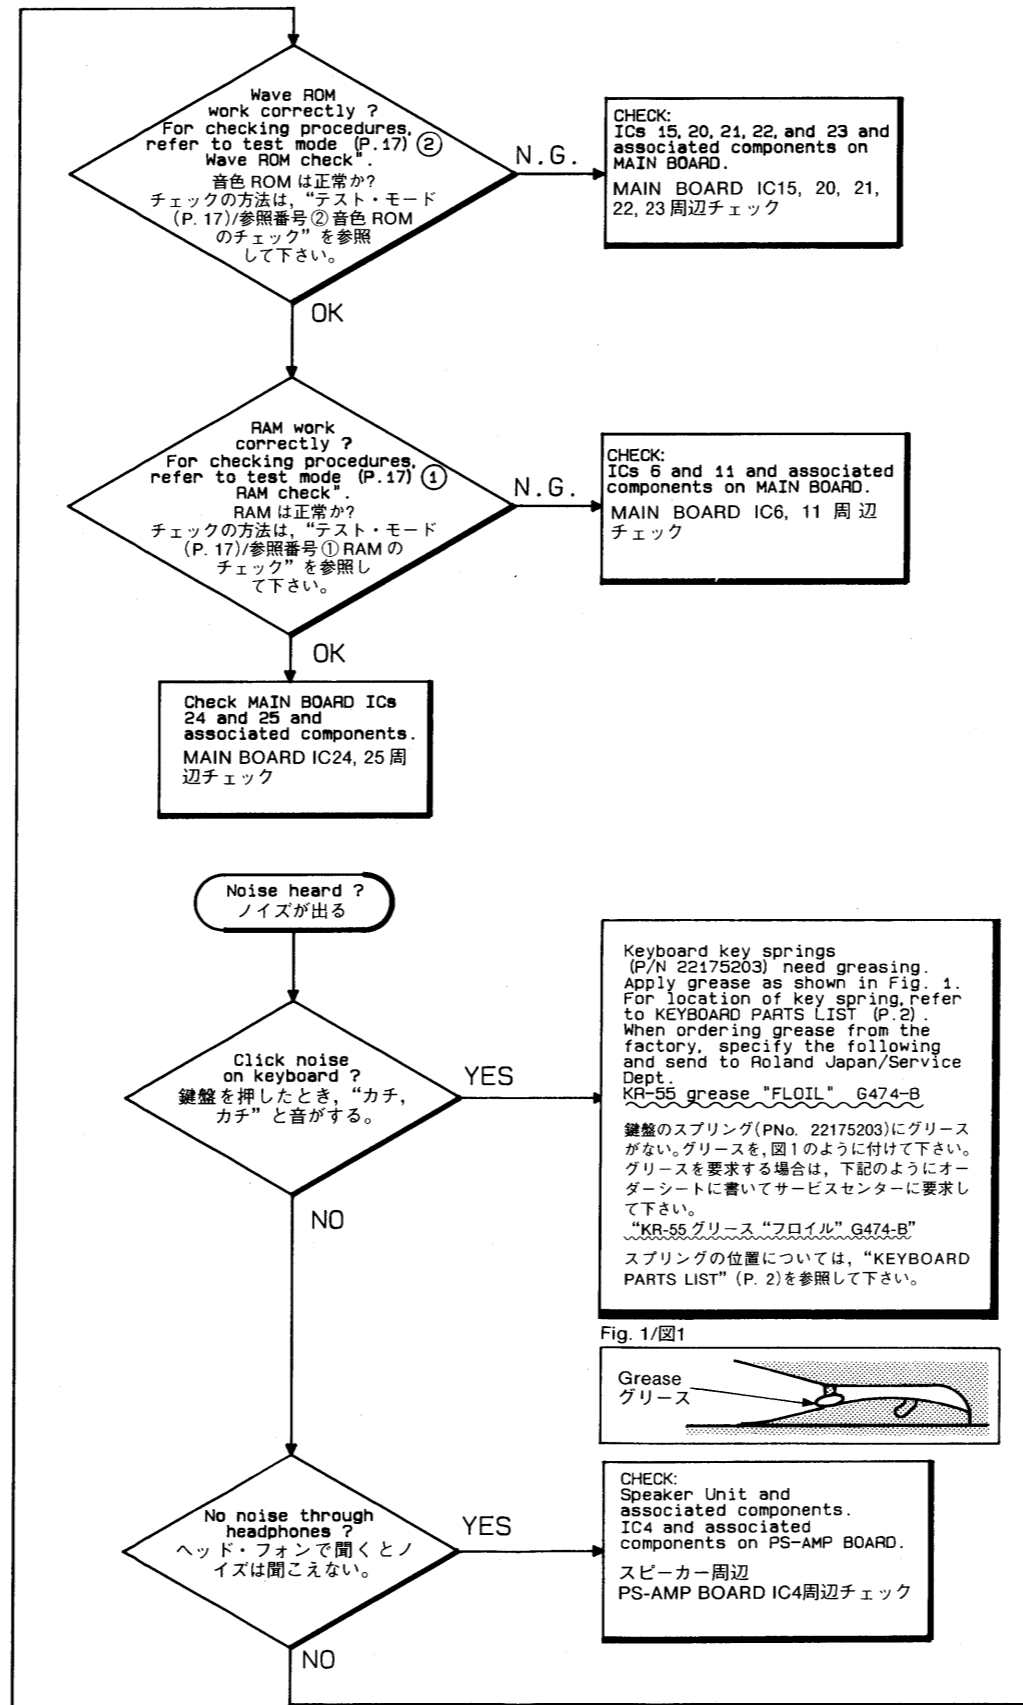 Wave ROM
work correctly ?
For checking procedures,
refer to test mode (P.17) ②
Wave ROM check".
音色 ROM は正常か?
チェックの方法は, “テスト・モード
(P. 17)/参照番号②音色 ROM
のチェック” を参照
して下さい。
N.G.
CHECK:
ICs 15, 20, 21, 22, and 23 and
associated components on
MAIN BOARD.
MAIN BOARD IC15, 20, 21,
22, 23 周辺チェック
OK
RAM work
correctly ?
For checking procedures,
refer to test mode (P.17) ①
RAM check".
RAM は正常か?
チェックの方法は, “テスト・モード
(P. 17)/参照番号① RAM の
チェック” を参照し
て下さい。
N.G.
CHECK:
ICs 6 and 11 and associated
components on MAIN BOARD.
MAIN BOARD IC6, 11 周 辺
チェック
OK
Check MAIN BOARD ICs
24 and 25 and
associated components.
MAIN BOARD IC24, 25 周
辺チェック
Noise heard ?
ノイズが出る
Click noise
on keyboard ?
鍵盤を押したとき, “カチ,
カチ” と音がする。
YES
Keyboard key springs
(P/N 22175203) need greasing.
Apply grease as shown in Fig. 1.
For location of key spring, refer
to KEYBOARD PARTS LIST (P.2) .
When ordering grease from the
factory, specify the following
and send to Roland Japan/Service
Dept.
KR-55 grease "FLOIL" G474-B
鍵盤のスプリング(PNo. 22175203)にグリース
がない。グリースを, 図1のように付けて下さい。
グリースを要求する場合は, 下記のようにオー
ダーシートに書いてサービスセンターに要求し
て下さい。
“KR-55 グリース “フロイル” G474-B”
スプリングの位置については, “KEYBOARD
PARTS LIST” (P. 2)を参照して下さい。
NO
Fig. 1/図1
Grease
グリース
No noise through
headphones ?
ヘッド・フォンで聞くとノ
イズは聞こえない。
YES
CHECK:
Speaker Unit and
associated components.
IC4 and associated
components on PS-AMP BOARD.
スピーカー周辺
PS-AMP BOARD IC4周辺チェック
NO